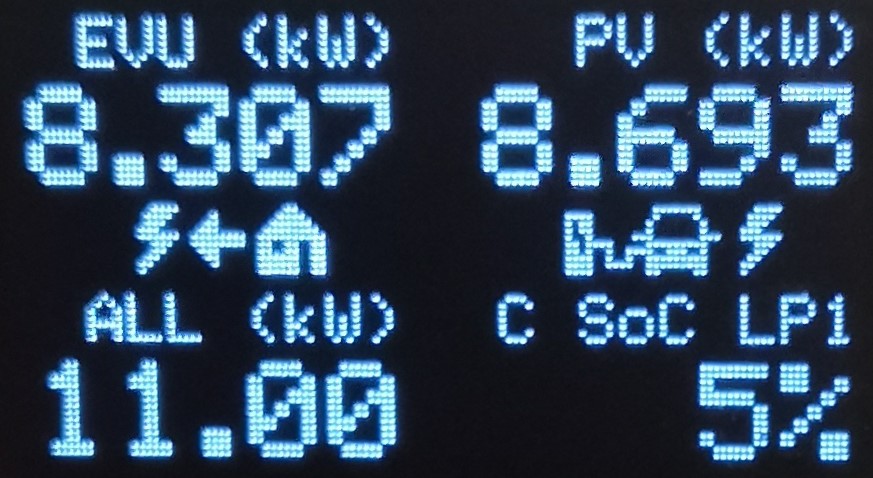 EVU (kW) PV (kW)
8.307 8.693
ALL (kW) C SoC LP1
11.00 5%